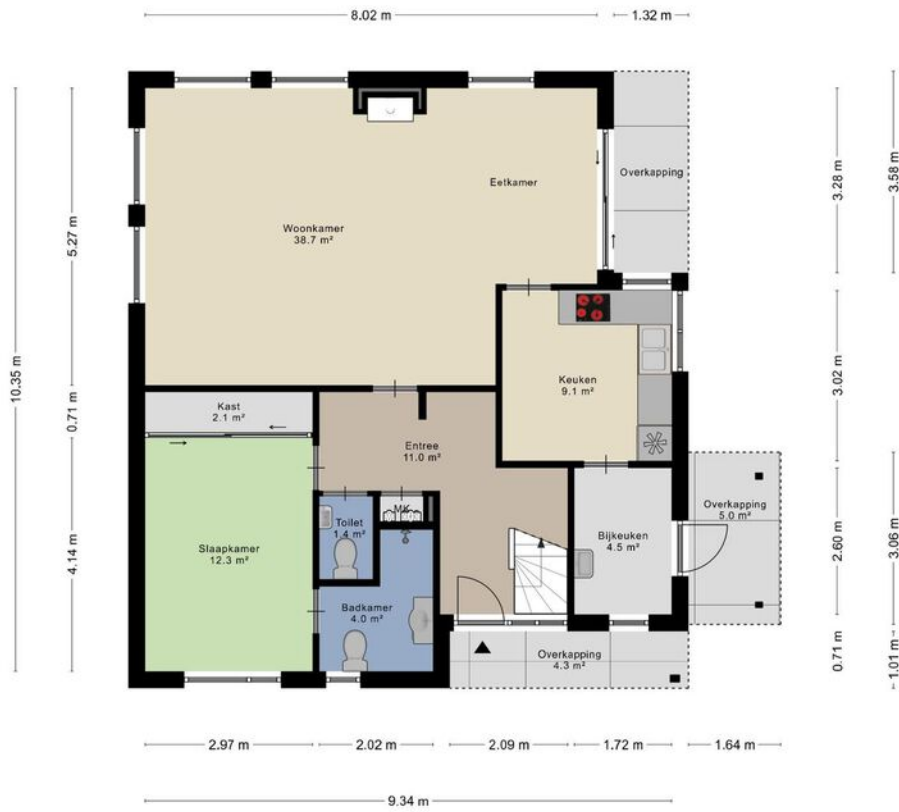 8.02 m
1.32 m
10.35 m
5.27 m
0.71 m
4.14 m
Woonkamer
38.7 m²
Eetkamer
Overkapping
3.28 m
3.58 m
Keuken
9.1 m²
3.02 m
Kast
2.1 m²
Entree
11.0 m²
MK
Toilet
1.4 m²
Slaapkamer
12.3 m²
Badkamer
4.0 m²
Bijkeuken
4.5 m²
Overkapping
5.0 m²
2.60 m
3.06 m
Overkapping
4.3 m²
0.71 m
1.01 m
2.97 m
2.02 m
2.09 m
1.72 m
1.64 m
9.34 m